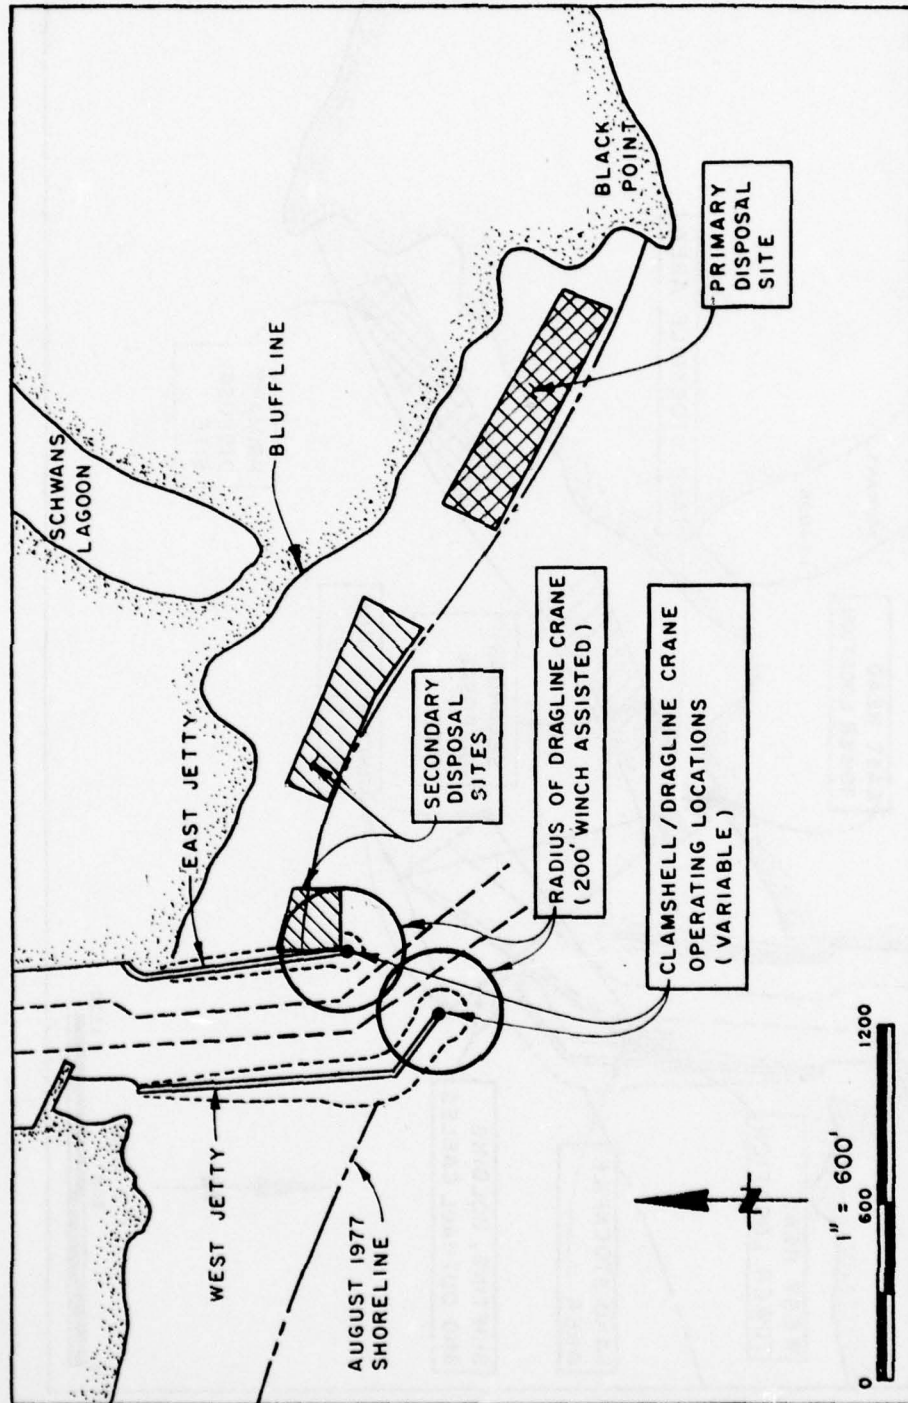 SCHWANS
LAGOON
BLUFFLINE
BLACK
POINT
EAST JETTY
PRIMARY
DISPOSAL
SITE
SECONDARY
DISPOSAL
SITES
WEST JETTY
AUGUST 1977
SHORELINE
RADIUS OF DRAGLINE CRANE
(200' WINCH ASSISTED)
CLAMSHELL/DRAGLINE CRANE
OPERATING LOCATIONS
(VARIABLE)
N
1" = 600'
0 600 1200